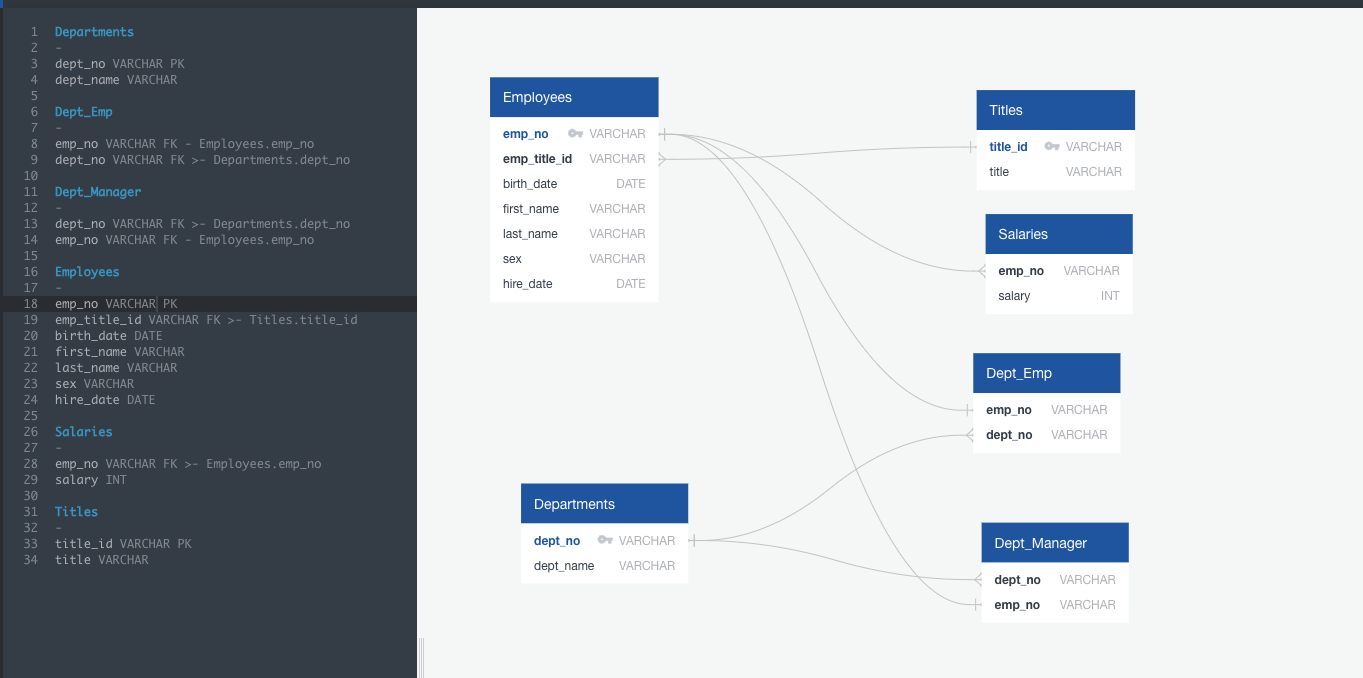 1 Departments
2 -
3 dept_no VARCHAR PK
4 dept_name VARCHAR
5
6 Dept_Emp
7 -
8 emp_no VARCHAR FK - Employees.emp_no
9 dept_no VARCHAR FK >- Departments.dept_no
10
11 Dept_Manager
12 -
13 dept_no VARCHAR FK >- Departments.dept_no
14 emp_no VARCHAR FK - Employees.emp_no
15
16 Employees
17 -
18 emp_no VARCHAR PK
19 emp_title_id VARCHAR FK >- Titles.title_id
20 birth_date DATE
21 first_name VARCHAR
22 last_name VARCHAR
23 sex VARCHAR
24 hire_date DATE
25
26 Salaries
27 -
28 emp_no VARCHAR FK >- Employees.emp_no
29 salary INT
30
31 Titles
32 -
33 title_id VARCHAR PK
34 title VARCHAR
Employees
emp_no VARCHAR
emp_title_id VARCHAR
birth_date DATE
first_name VARCHAR
last_name VARCHAR
sex VARCHAR
hire_date DATE
Titles
title_id VARCHAR
title VARCHAR
Salaries
emp_no VARCHAR
salary INT
Dept_Emp
emp_no VARCHAR
dept_no VARCHAR
Departments
dept_no VARCHAR
dept_name VARCHAR
Dept_Manager
dept_no VARCHAR
emp_no VARCHAR